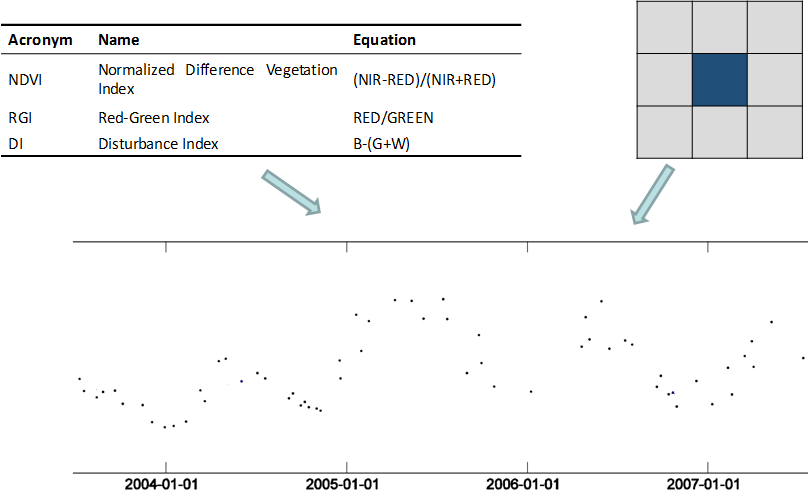 Acronym Name Equation
Normalized Difference Vegetation
NDVI (NIR-RED)/(NIR+RED)
Index
RGI Red-Green Index RED/GREEN
DI Disturbance Index B-(G+W)
2004-01-01 2005-01-01 2006-01-01 2007-01-01